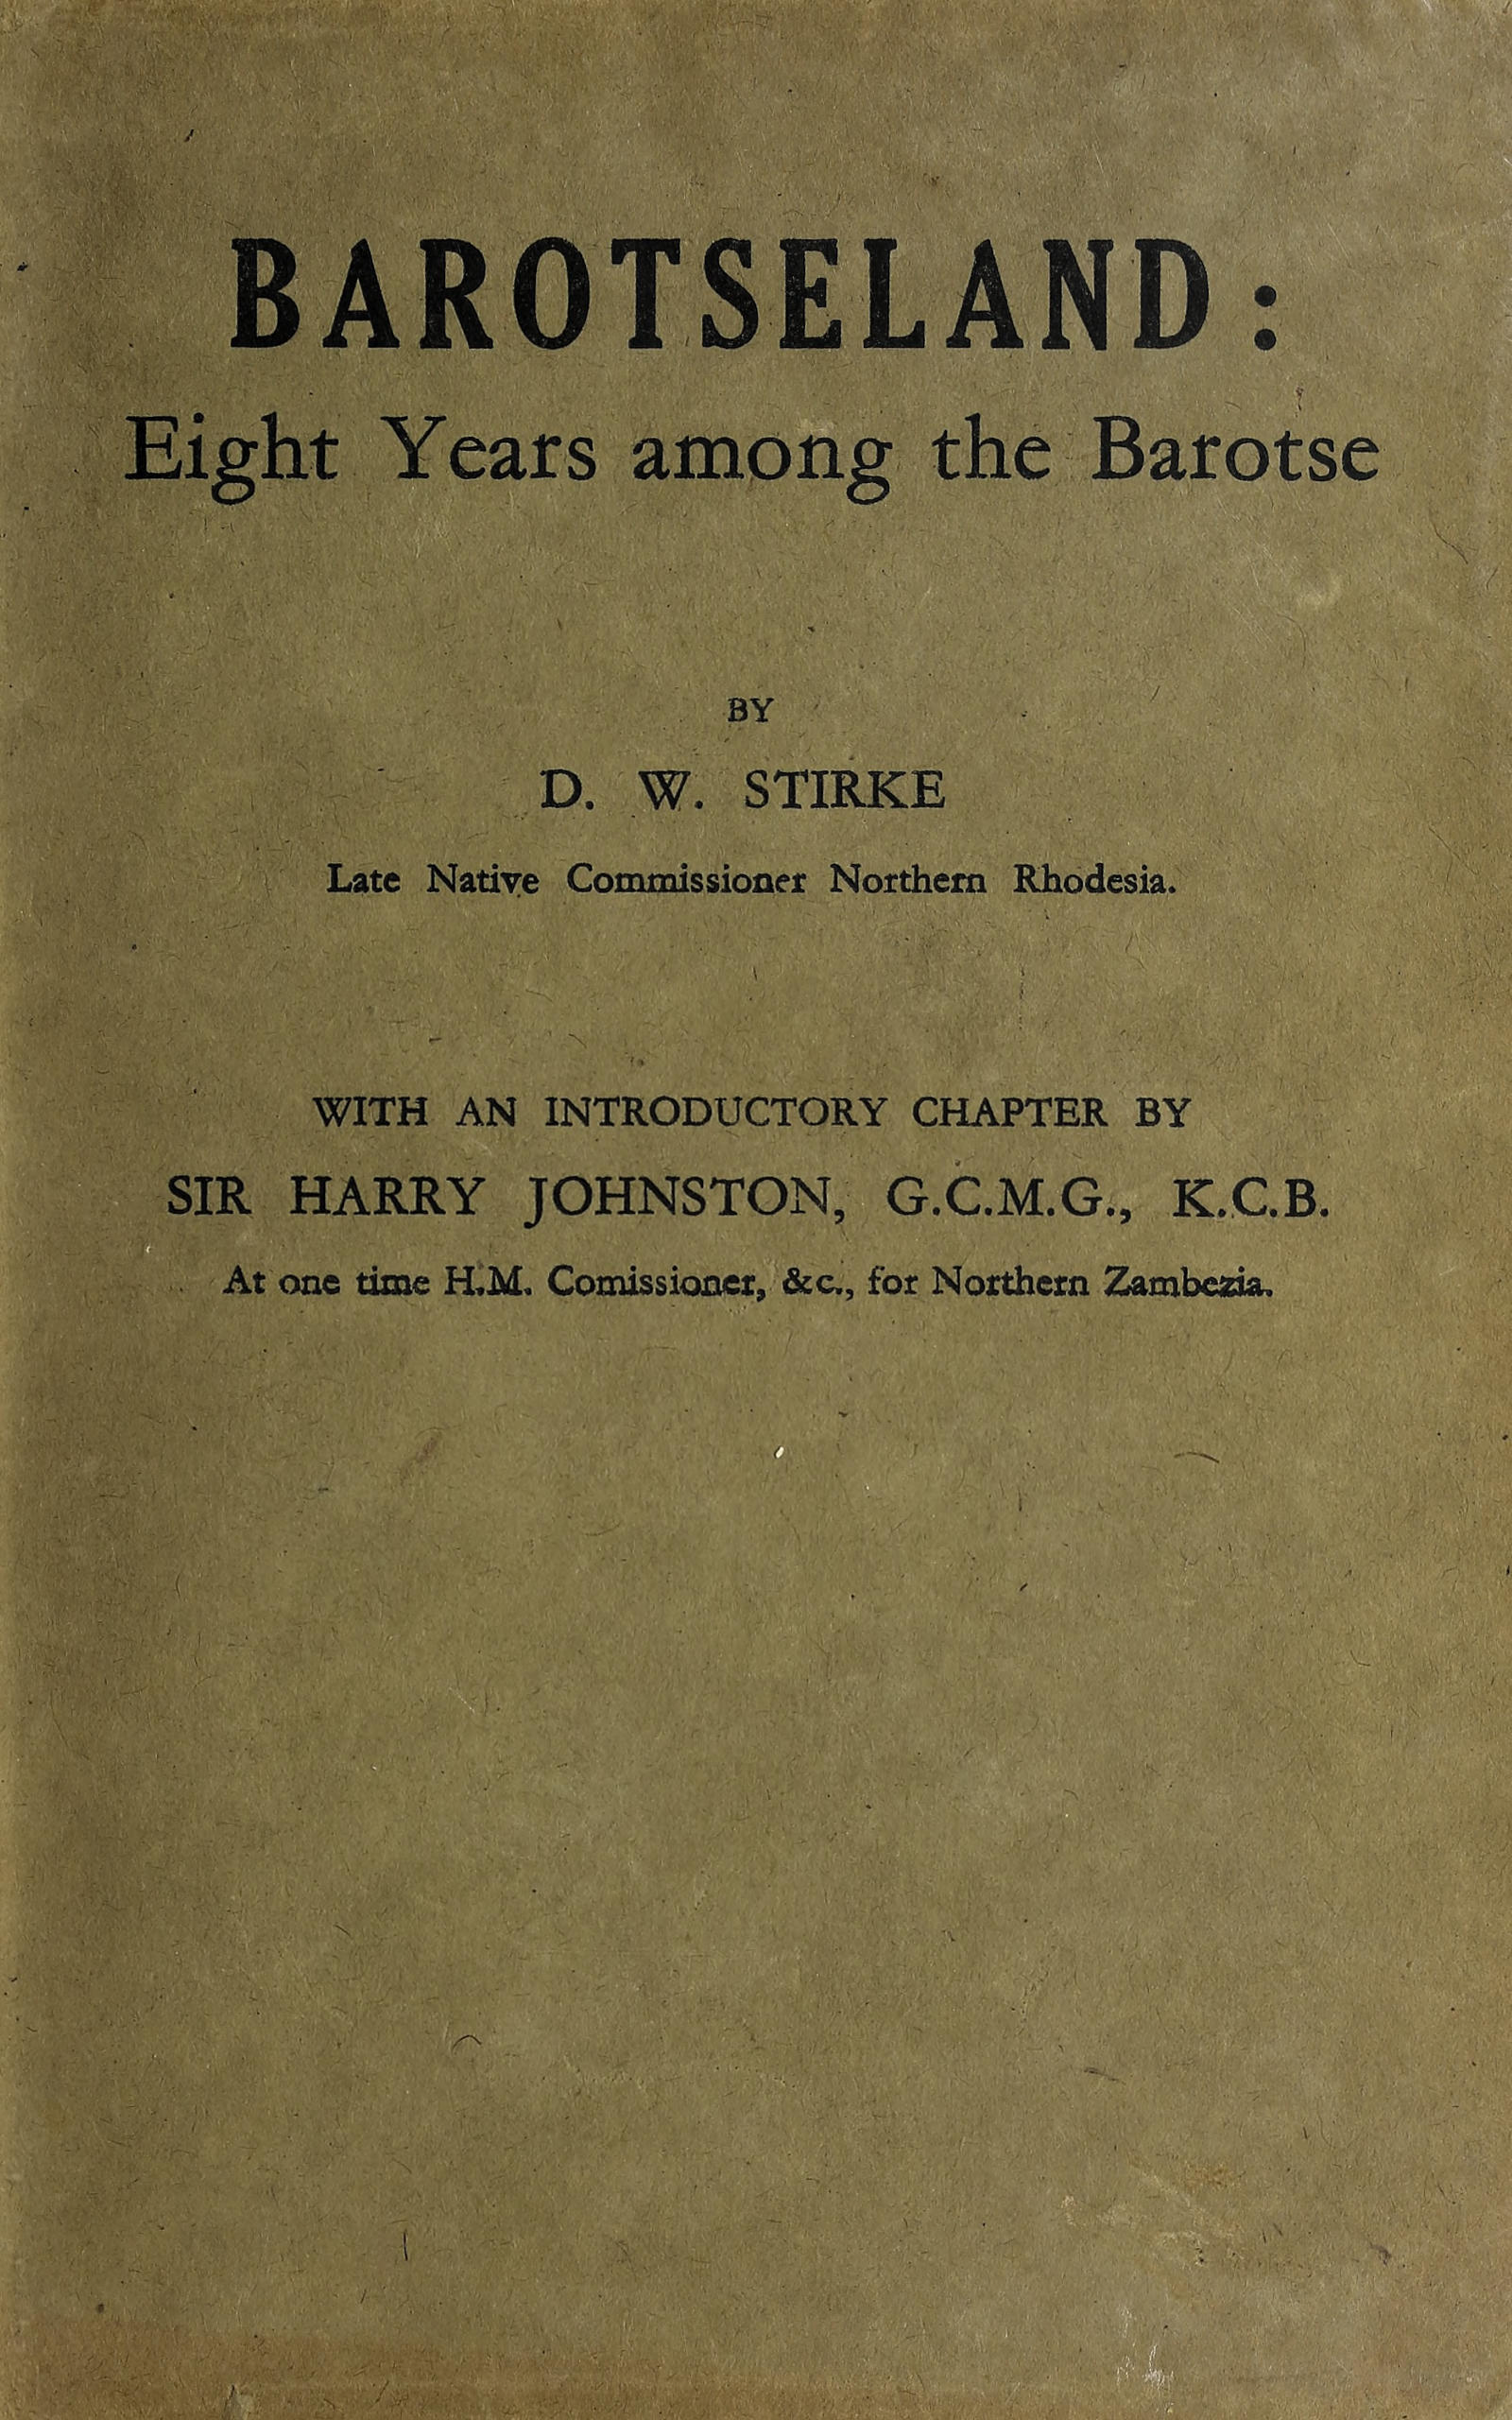 BAROTSELAND:
Eight Years among the Barotse
BY
D. W. STIRKE
Late Native Commissioner Northern Rhodesia.
WITH AN INTRODUCTORY CHAPTER BY
SIR HARRY JOHNSTON, G.C.M.G., K.C.B.
At one time H.M. Comissioner, &c., for Northern Zambezia.